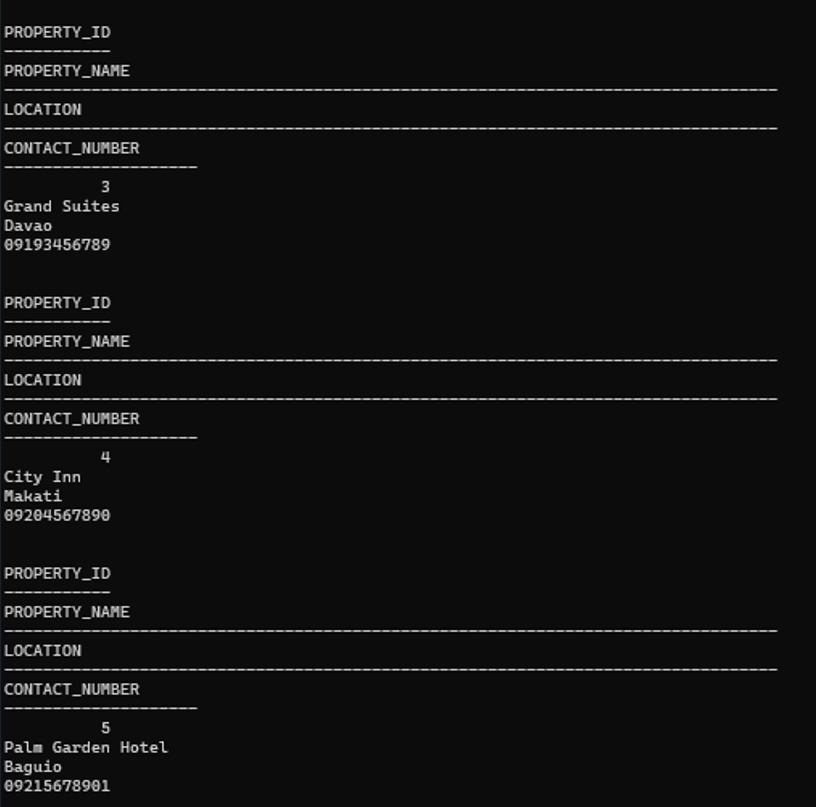 PROPERTY_ID
-----------
PROPERTY_NAME
--------------------------------------------------------------------------------
LOCATION
--------------------------------------------------------------------------------
CONTACT_NUMBER
--------------------
3
Grand Suites
Davao
09193456789
PROPERTY_ID
-----------
PROPERTY_NAME
--------------------------------------------------------------------------------
LOCATION
--------------------------------------------------------------------------------
CONTACT_NUMBER
--------------------
4
City Inn
Makati
09204567890
PROPERTY_ID
-----------
PROPERTY_NAME
--------------------------------------------------------------------------------
LOCATION
--------------------------------------------------------------------------------
CONTACT_NUMBER
--------------------
5
Palm Garden Hotel
Baguio
09215678901